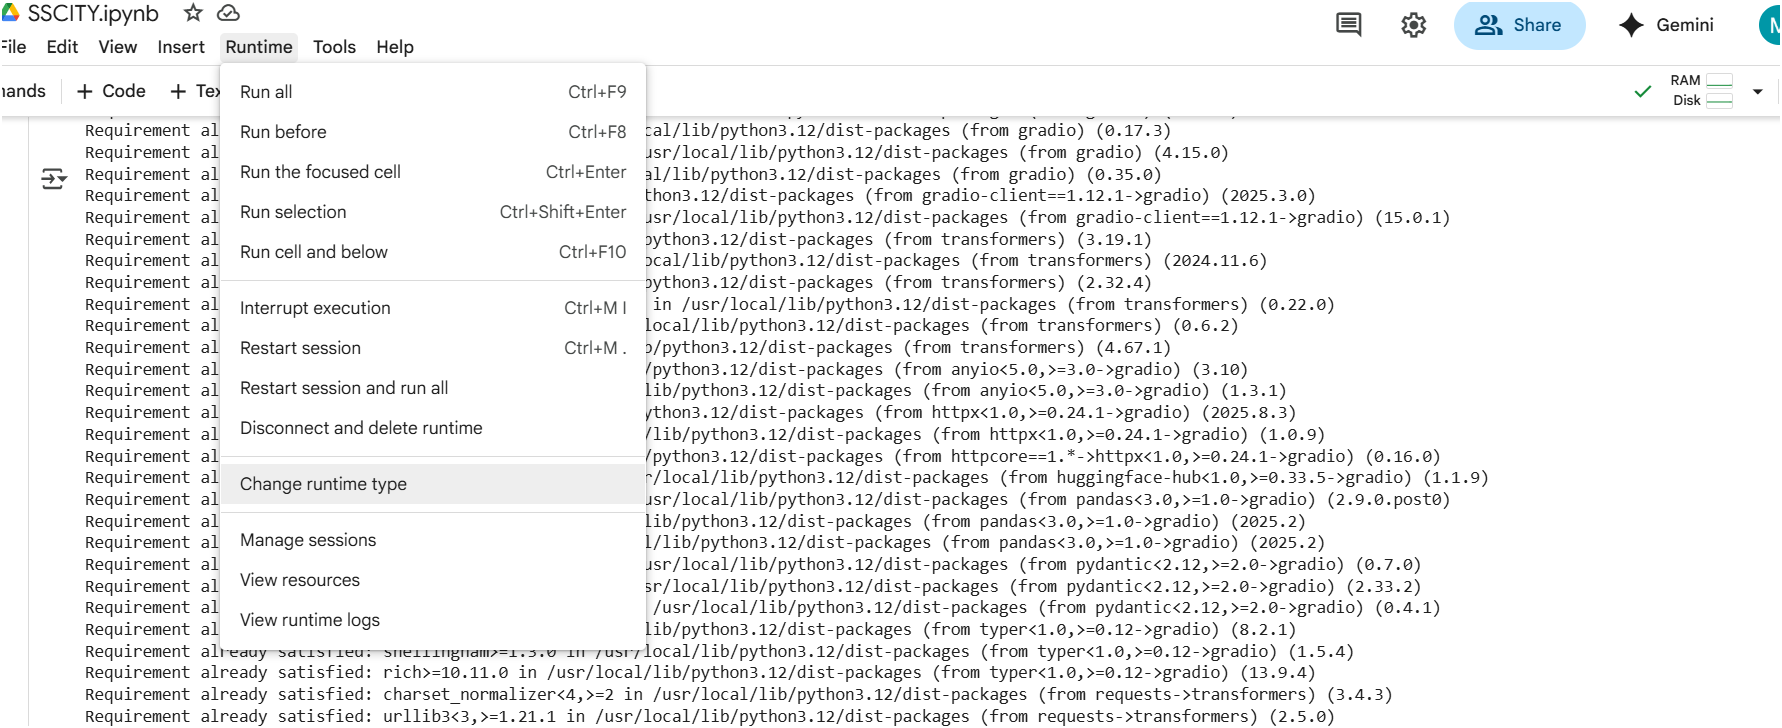 SSCITY.ipynb
File Edit View Insert Runtime Tools Help
Share
Gemini
M
+ Code + Tex
RAM
Disk
Run all Ctrl+F9
Run before Ctrl+F8
Run the focused cell Ctrl+Enter
Run selection Ctrl+Shift+Enter
Run cell and below Ctrl+F10
Interrupt execution Ctrl+M I
Restart session Ctrl+M .
Restart session and run all
Disconnect and delete runtime
Change runtime type
Manage sessions
View resources
View runtime logs
Requirement al cal/lib/python3.12/dist-packages (from gradio) (0.17.3)
Requirement al usr/local/lib/python3.12/dist-packages (from gradio) (4.15.0)
Requirement al al/lib/python3.12/dist-packages (from gradio) (0.35.0)
Requirement al thon3.12/dist-packages (from gradio-client==1.12.1->gradio) (2025.3.0)
Requirement al usr/local/lib/python3.12/dist-packages (from gradio-client==1.12.1->gradio) (15.0.1)
Requirement al python3.12/dist-packages (from transformers) (3.19.1)
Requirement al ocal/lib/python3.12/dist-packages (from transformers) (2024.11.6)
Requirement al python3.12/dist-packages (from transformers) (2.32.4)
Requirement al in /usr/local/lib/python3.12/dist-packages (from transformers) (0.22.0)
Requirement al local/lib/python3.12/dist-packages (from transformers) (0.6.2)
Requirement al b/python3.12/dist-packages (from transformers) (4.67.1)
Requirement al /python3.12/dist-packages (from anyio<5.0,>=3.0->gradio) (3.10)
Requirement al lib/python3.12/dist-packages (from anyio<5.0,>=3.0->gradio) (1.3.1)
Requirement al ython3.12/dist-packages (from httpx<1.0,>=0.24.1->gradio) (2025.8.3)
Requirement al /lib/python3.12/dist-packages (from httpx<1.0,>=0.24.1->gradio) (1.0.9)
Requirement al /python3.12/dist-packages (from httpcore==1.*->httpx<1.0,>=0.24.1->gradio) (0.16.0)
Requirement al r/local/lib/python3.12/dist-packages (from huggingface-hub<1.0,>=0.33.5->gradio) (1.1.9)
Requirement al usr/local/lib/python3.12/dist-packages (from pandas<3.0,>=1.0->gradio) (2.9.0.post0)
Requirement al lib/python3.12/dist-packages (from pandas<3.0,>=1.0->gradio) (2025.2)
Requirement al l/lib/python3.12/dist-packages (from pandas<3.0,>=1.0->gradio) (2025.2)
Requirement al /local/lib/python3.12/dist-packages (from pydantic<2.12,>=2.0->gradio) (0.7.0)
Requirement al sr/local/lib/python3.12/dist-packages (from pydantic<2.12,>=2.0->gradio) (2.33.2)
Requirement al /usr/local/lib/python3.12/dist-packages (from pydantic<2.12,>=2.0->gradio) (0.4.1)
Requirement al lib/python3.12/dist-packages (from typer<1.0,>=0.12->gradio) (8.2.1)
Requirement already satisfied: shellingham>=1.3.0 in /usr/local/lib/python3.12/dist-packages (from typer<1.0,>=0.12->gradio) (1.5.4)
Requirement already satisfied: rich>=10.11.0 in /usr/local/lib/python3.12/dist-packages (from typer<1.0,>=0.12->gradio) (13.9.4)
Requirement already satisfied: charset_normalizer<4,>=2 in /usr/local/lib/python3.12/dist-packages (from requests->transformers) (3.4.3)
Requirement already satisfied: urllib3<3,>=1.21.1 in /usr/local/lib/python3.12/dist-packages (from requests->transformers) (2.5.0)